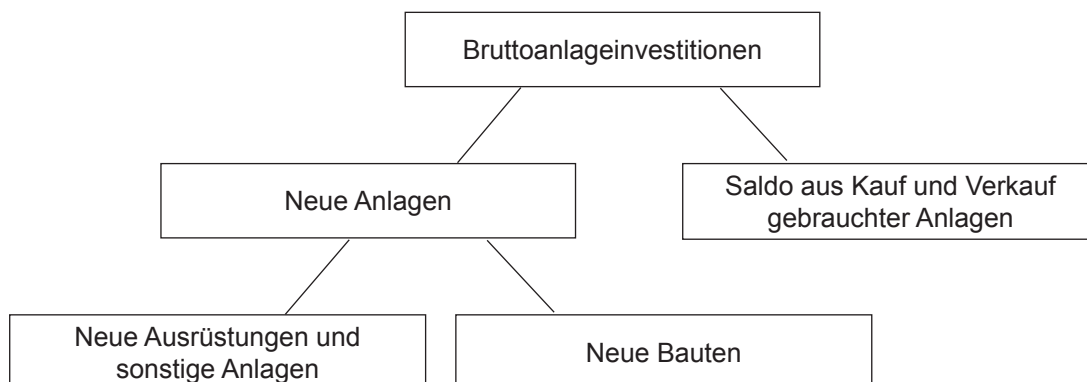 Bruttoanlageinvestitionen
Neue Anlagen
Saldo aus Kauf und Verkauf
gebrauchter Anlagen
Neue Ausrüstungen und
sonstige Anlagen
Neue Bauten